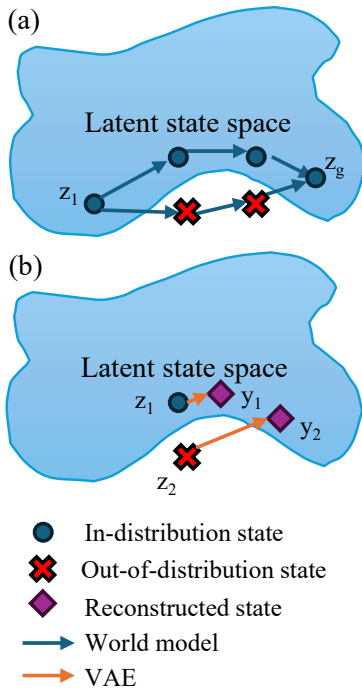 (a)
Latent state space
z₁
z_g
(b)
Latent state space
z₁
y₁
y₂
z₂
In-distribution state
Out-of-distribution state
Reconstructed state
World model
VAE